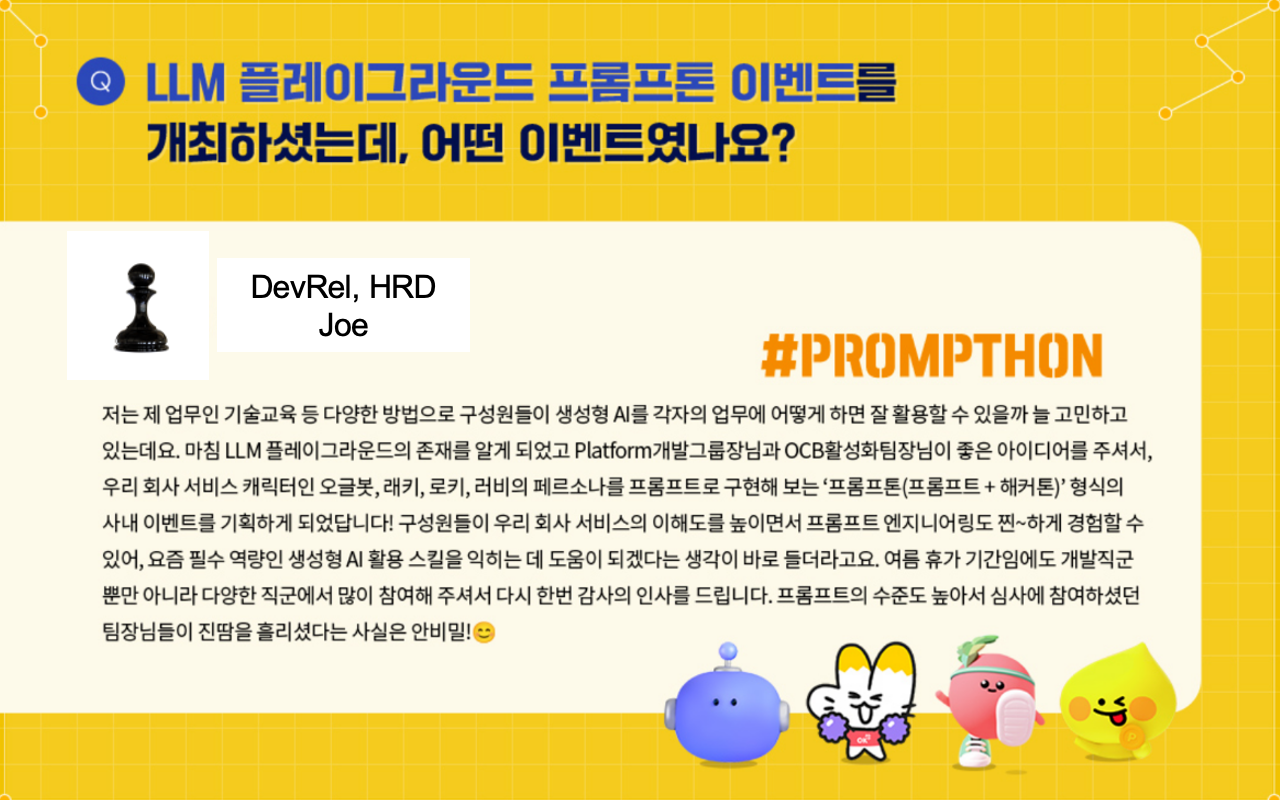 Q LLM 플레이그라운드 프롬프톤 이벤트를
개최하셨는데, 어떤 이벤트였나요?
DevRel, HRD
Joe
#PROMPTHON
저는 제 업무인 기술교육 등 다양한 방법으로 구성원들이 생성형 AI를 각자의 업무에 어떻게 하면 잘 활용할 수 있을까 늘 고민하고
있는데요. 마침 LLM 플레이그라운드의 존재를 알게 되었고 Platform개발그룹장님과 OCB활성화팀장님이 좋은 아이디어를 주셔서,
우리 회사 서비스 캐릭터인 오글봇, 래키, 로키, 러비의 페르소나를 프롬프트로 구현해 보는 ‘프롬프톤(프롬프트 + 해커톤)’ 형식의
사내 이벤트를 기획하게 되었답니다! 구성원들이 우리 회사 서비스의 이해도를 높이면서 프롬프트 엔지니어링도 찐~하게 경험할 수
있어, 요즘 필수 역량인 생성형 AI 활용 스킬을 익히는 데 도움이 되겠다는 생각이 바로 들더라고요. 여름 휴가 기간임에도 개발직군
뿐만 아니라 다양한 직군에서 많이 참여해 주셔서 다시 한번 감사의 인사를 드립니다. 프롬프트의 수준도 높아서 심사에 참여하셨던
팀장님들이 진땀을 흘리셨다는 사실은 안비밀!😊
OK